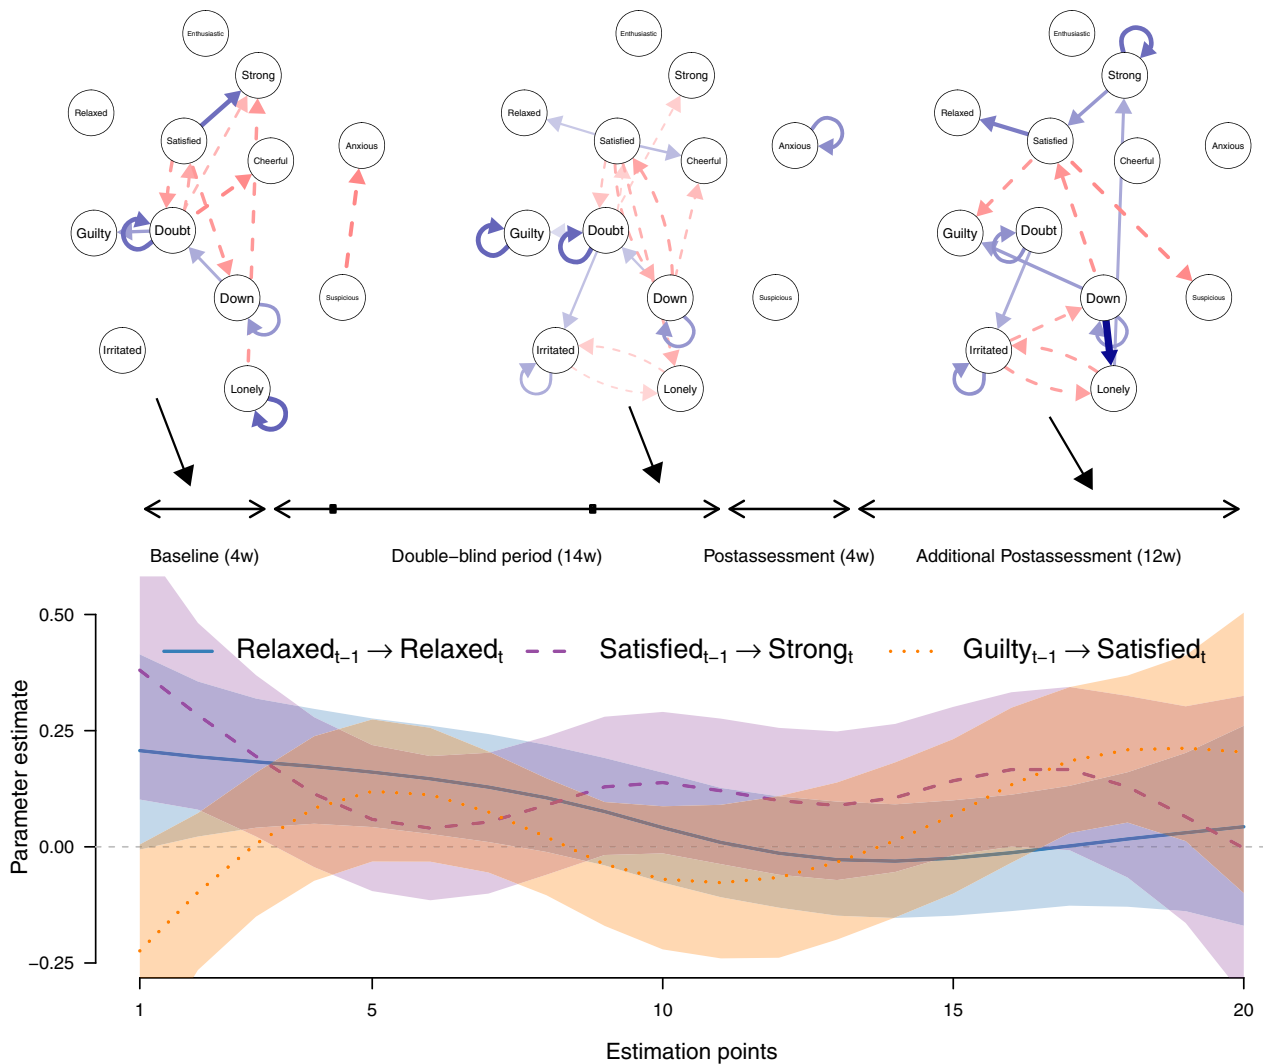 Enthusiastic
Strong
Relaxed
Satisfied
Cheerful
Anxious
Guilty
Doubt
Down
Suspicious
Irritated
Lonely
Enthusiastic
Strong
Relaxed
Satisfied
Cheerful
Anxious
Guilty
Doubt
Down
Suspicious
Irritated
Lonely
Enthusiastic
Strong
Relaxed
Satisfied
Cheerful
Anxious
Guilty
Doubt
Down
Suspicious
Irritated
Lonely
Baseline (4w) Double−blind period (14w) Postassessment (4w) Additional Postassessment (12w)
Relaxedt−1 → Relaxedt Satisfiedt−1 → Strongt Guiltyt−1 → Satisfiedt
Parameter estimate
0.50
0.25
0.00
−0.25
1 5 10 15 20
Estimation points